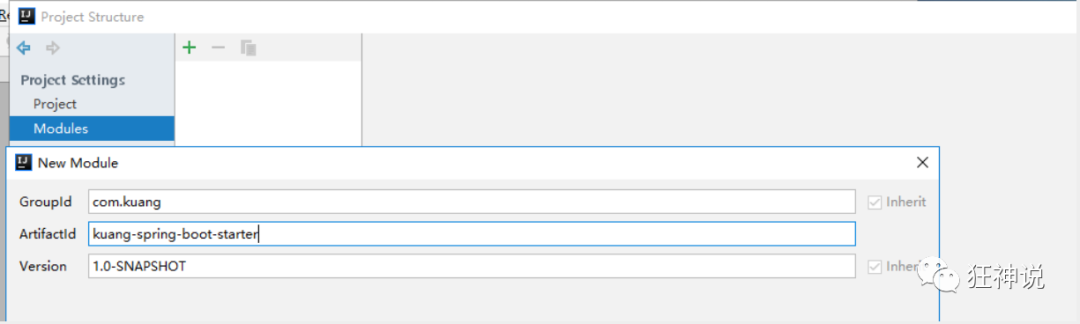 Project Structure
Project Settings
Project
Modules
New Module
GroupId com.kuang Inherit
ArtifactId kuang-spring-boot-starter
Version 1.0-SNAPSHOT Inherit
狂神说